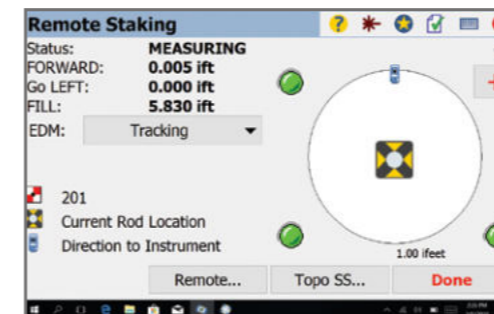 Remote Staking
Status: MEASURING
FORWARD: 0.005 ift
Go LEFT: 0.000 ift
FILL: 5.830 ift
EDM: Tracking
201
Current Rod Location
Direction to Instrument
1.00 ifeet
Remote... Topo SS... Done